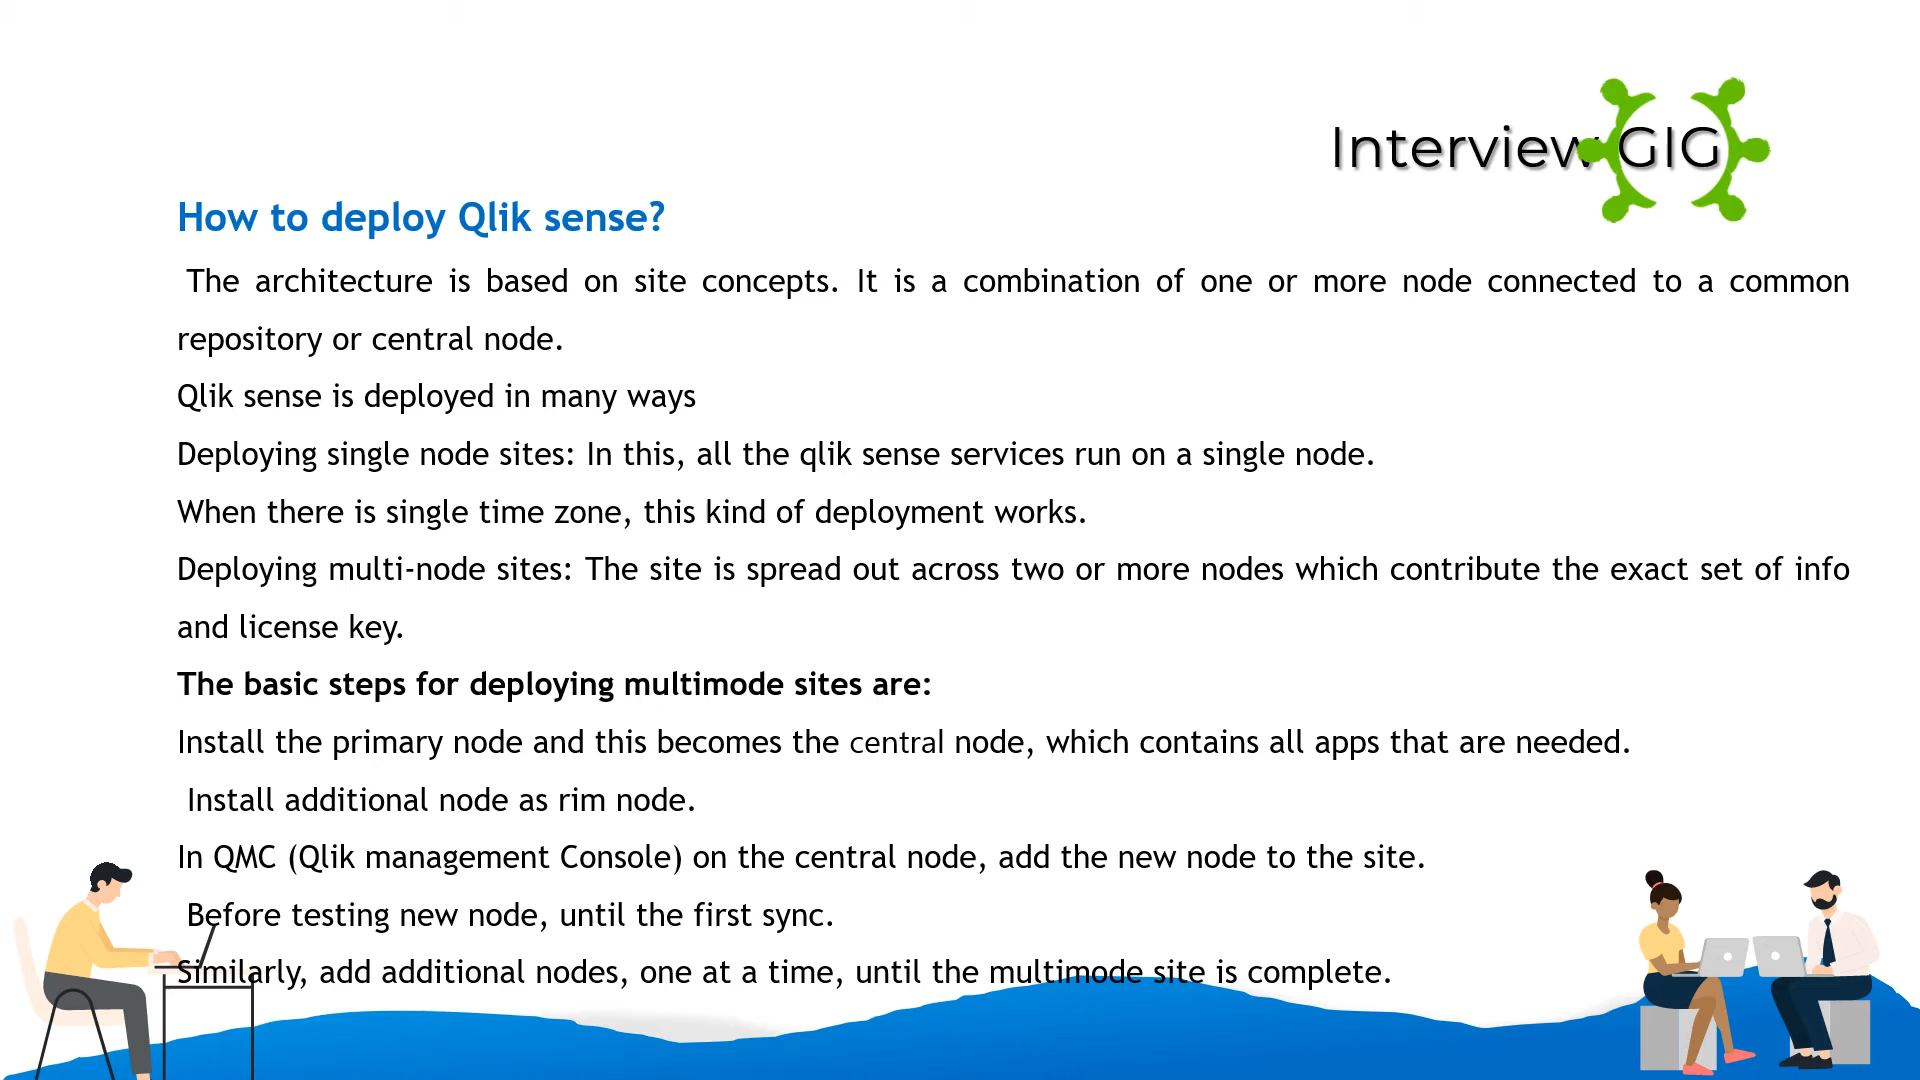 Interview GIG
How to deploy Qlik sense?
The architecture is based on site concepts. It is a combination of one or more node connected to a common
repository or central node.
Qlik sense is deployed in many ways
Deploying single node sites: In this, all the qlik sense services run on a single node.
When there is single time zone, this kind of deployment works.
Deploying multi-node sites: The site is spread out across two or more nodes which contribute the exact set of info
and license key.
The basic steps for deploying multimode sites are:
Install the primary node and this becomes the central node, which contains all apps that are needed.
Install additional node as rim node.
In QMC (Qlik management Console) on the central node, add the new node to the site.
Before testing new node, until the first sync.
Similarly, add additional nodes, one at a time, until the multimode site is complete.